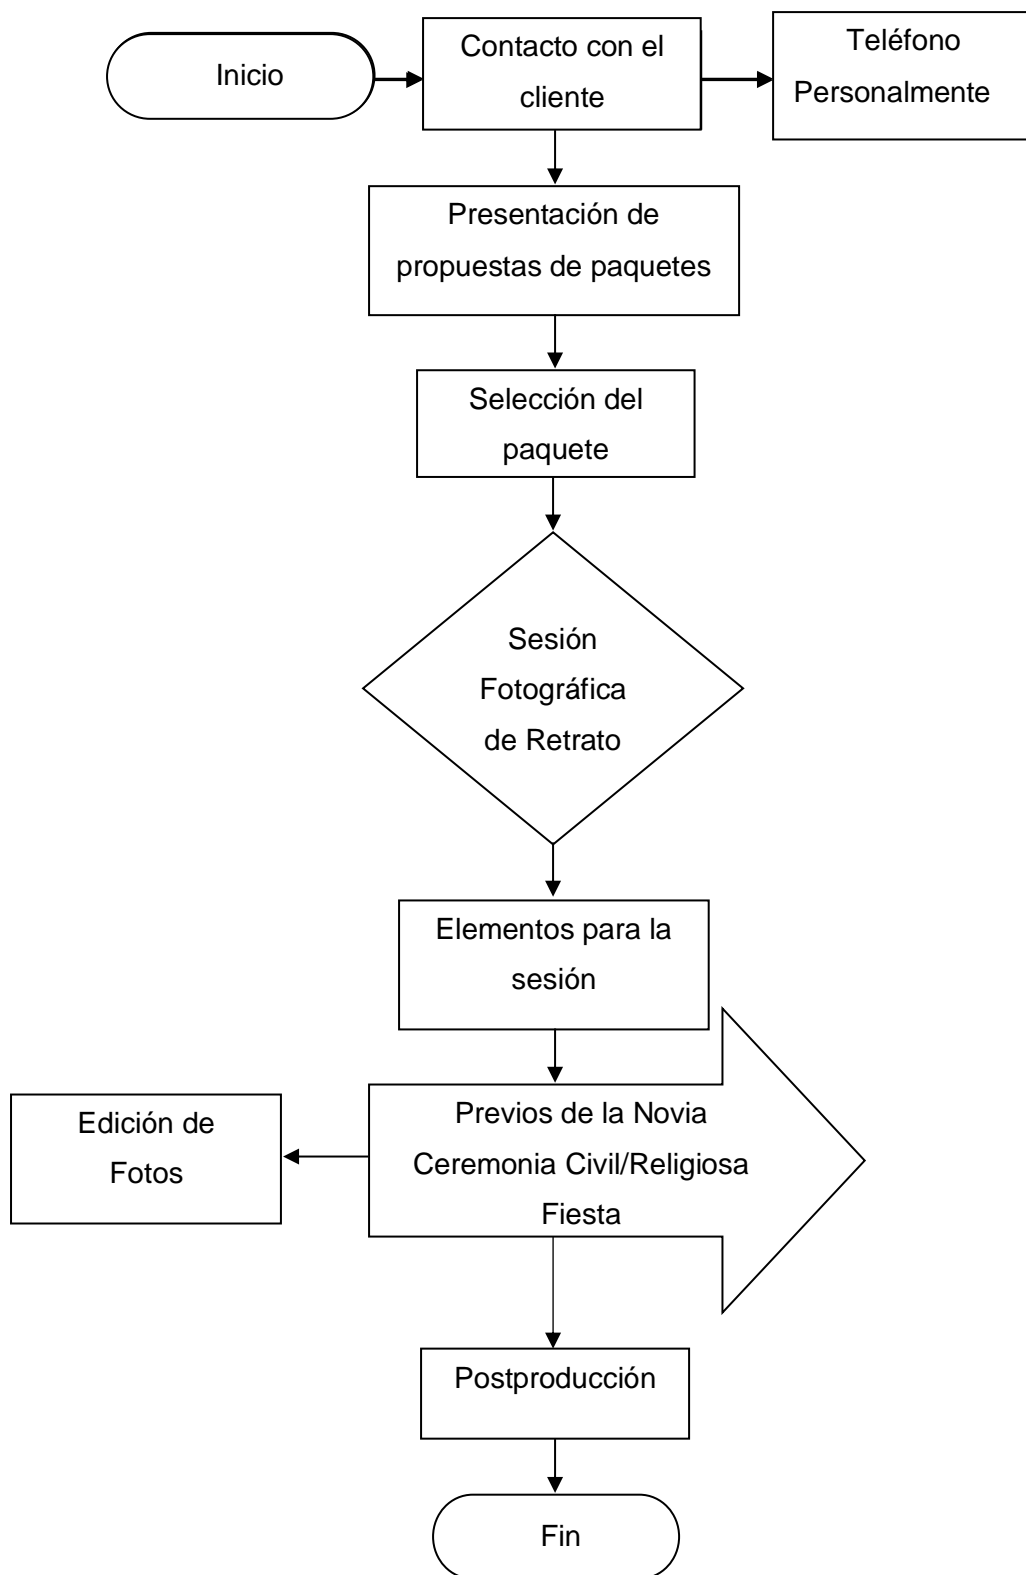 Inicio
Contacto con el
cliente
Teléfono
Personalmente
Presentación de
propuestas de paquetes
Selección del
paquete
Sesión
Fotográfica
de Retrato
Elementos para la
sesión
Edición de
Fotos
Previos de la Novia
Ceremonia Civil/Religiosa
Fiesta
Postproducción
Fin